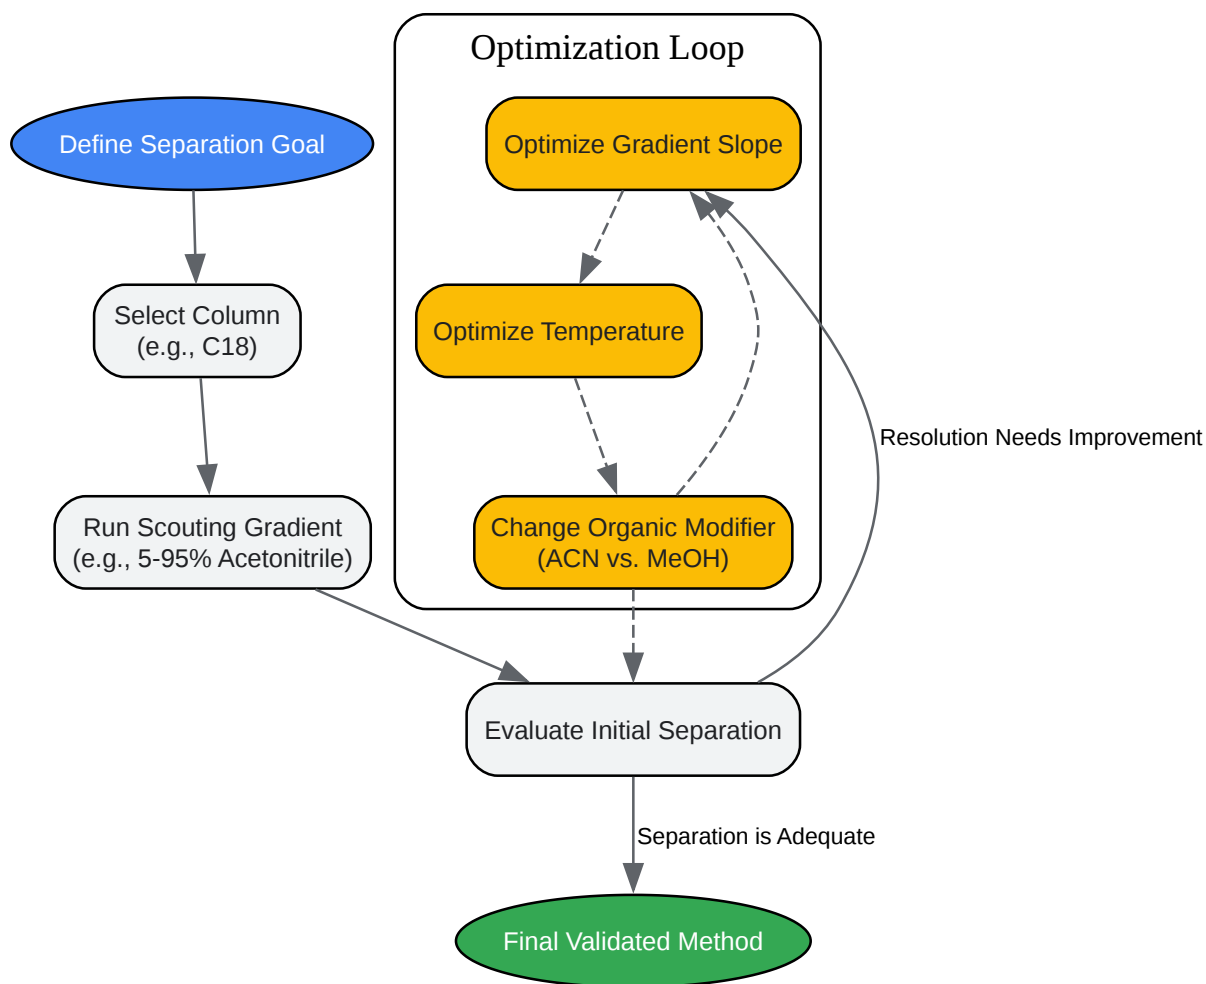 Optimization Loop
Define Separation Goal
Optimize Gradient Slope
Select Column
(e.g., C18)
Optimize Temperature
Resolution Needs Improvement
Run Scouting Gradient
(e.g., 5-95% Acetonitrile)
Change Organic Modifier
(ACN vs. MeOH)
Evaluate Initial Separation
Separation is Adequate
Final Validated Method